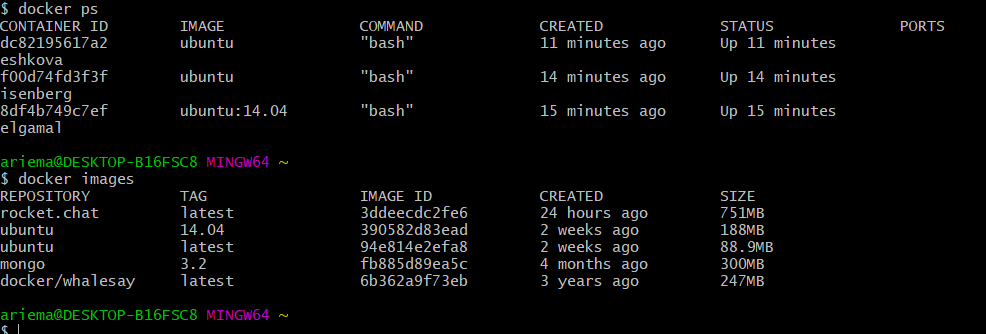 $ docker ps
CONTAINER ID        IMAGE               COMMAND             CREATED             STATUS              PORTS
dc82195617a2        ubuntu              "bash"              11 minutes ago      Up 11 minutes
eshkova
f00d74fd3f3f        ubuntu              "bash"              14 minutes ago      Up 14 minutes
isenberg
8df4b749c7ef        ubuntu:14.04        "bash"              15 minutes ago      Up 15 minutes
elgamal
ariema@DESKTOP-B16FSC8 MINGW64 ~
$ docker images
REPOSITORY          TAG                 IMAGE ID            CREATED             SIZE
rocket.chat         latest              3ddeecdc2fe6        24 hours ago        751MB
ubuntu              14.04               390582d83ead        2 weeks ago         188MB
ubuntu              latest              94e814e2efa8        2 weeks ago         88.9MB
mongo               3.2                 fb885d89ea5c        4 months ago        300MB
docker/whalesay     latest              6b362a9f73eb        3 years ago         247MB
ariema@DESKTOP-B16FSC8 MINGW64 ~
$